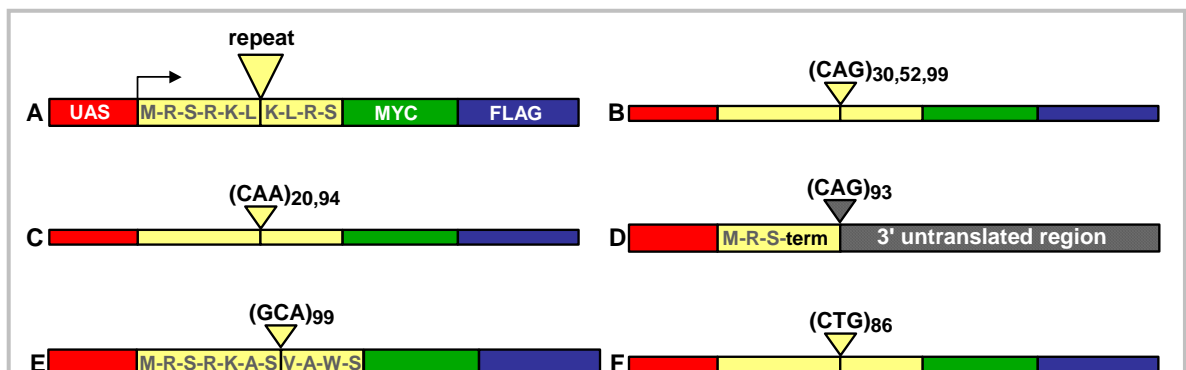 repeat
A UAS M-R-S-R-K-L K-L-R-S MYC FLAG
(CAG)30,52,99
B
(CAA)20,94
C
(CAG)93
D M-R-S-term 3' untranslated region
(GCA)99
E M-R-S-R-K-A-S V-A-W-S
(CTG)86
F